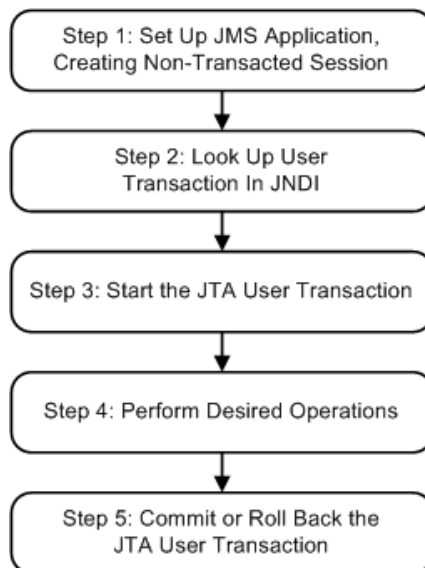 Step 1: Set Up JMS Application,
Creating Non-Transacted Session
Step 2: Look Up User
Transaction In JNDI
Step 3: Start the JTA User Transaction
Step 4: Perform Desired Operations
Step 5: Commit or Roll Back the
JTA User Transaction